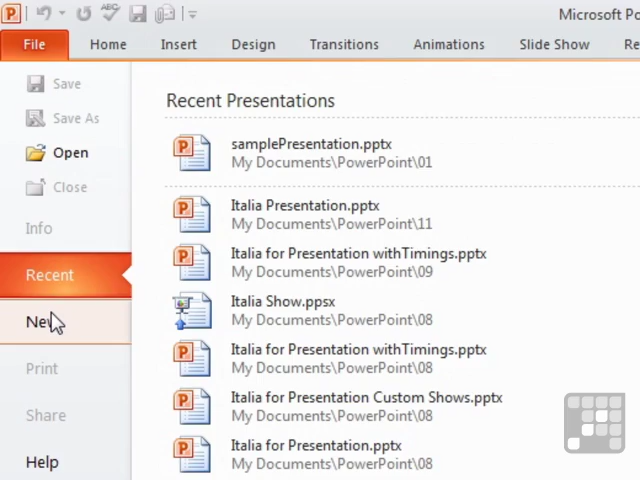 Microsoft Po
File Home Insert Design Transitions Animations Slide Show Re
Save
Save As
Open
Close
Info
Recent
New
Print
Share
Help
Recent Presentations
samplePresentation.pptx
My Documents\PowerPoint\01
Italia Presentation.pptx
My Documents\PowerPoint\11
Italia for Presentation withTimings.pptx
My Documents\PowerPoint\09
Italia Show.ppsx
My Documents\PowerPoint\08
Italia for Presentation withTimings.pptx
My Documents\PowerPoint\08
Italia for Presentation Custom Shows.pptx
My Documents\PowerPoint\08
Italia for Presentation.pptx
My Documents\PowerPoint\08